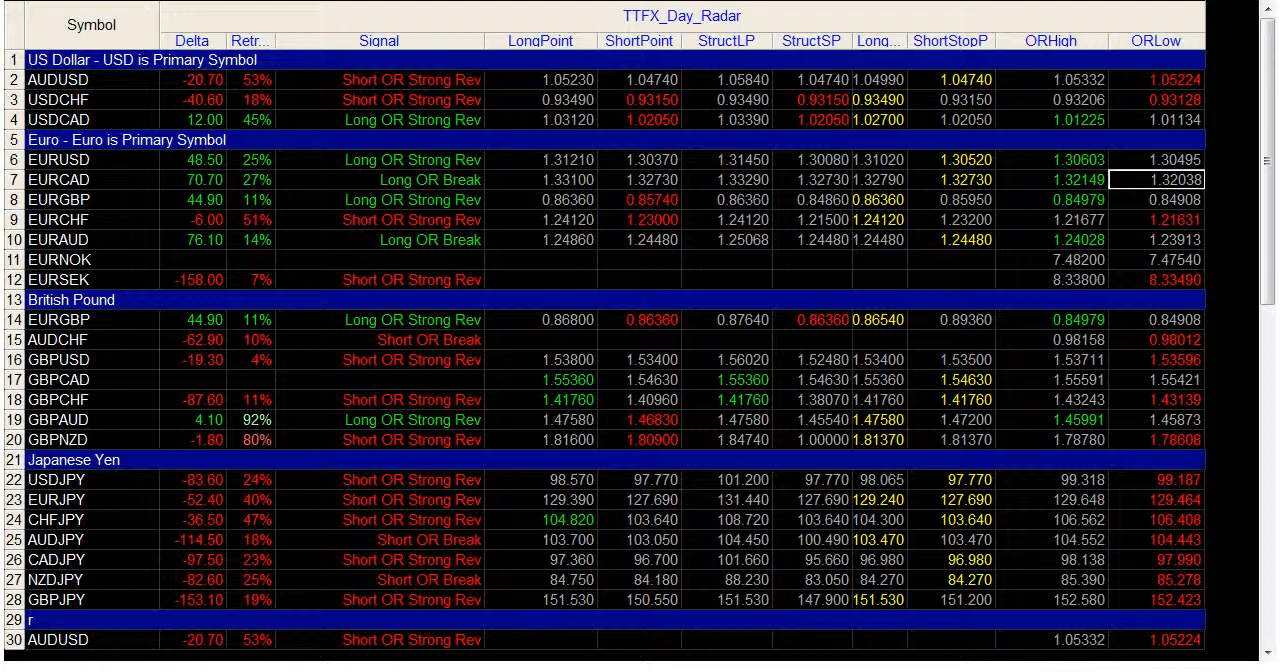 Symbol TTFX_Day_Radar
Delta Retr... Signal LongPoint ShortPoint StructLP StructSP Long... ShortStopP ORHigh ORLow
1 US Dollar - USD is Primary Symbol
2 AUDUSD -20.70 53% Short OR Strong Rev 1.05230 1.04740 1.05840 1.04740 1.04990 1.04740 1.05332 1.05224
3 USDCHF -40.60 18% Short OR Strong Rev 0.93490 0.93150 0.93490 0.93150 0.93490 0.93150 0.93206 0.93128
4 USDCAD 12.00 45% Long OR Strong Rev 1.03120 1.02050 1.03390 1.02050 1.02700 1.02050 1.01225 1.01134
5 Euro - Euro is Primary Symbol
6 EURUSD 48.50 25% Long OR Strong Rev 1.31210 1.30370 1.31450 1.30080 1.31020 1.30520 1.30603 1.30495
7 EURCAD 70.70 27% Long OR Break 1.33100 1.32730 1.33290 1.32730 1.32790 1.32730 1.32149 1.32038
8 EURGBP 44.90 11% Long OR Strong Rev 0.86360 0.85740 0.86360 0.84860 0.86360 0.85950 0.84979 0.84908
9 EURCHF -6.00 51% Short OR Strong Rev 1.24120 1.23000 1.24120 1.21500 1.24120 1.23200 1.21677 1.21631
10 EURAUD 76.10 14% Long OR Break 1.24860 1.24480 1.25068 1.24480 1.24480 1.24480 1.24028 1.23913
11 EURNOK 7.48200 7.47540
12 EURSEK -158.00 7% Short OR Strong Rev 8.33800 8.33490
13 British Pound
14 EURGBP 44.90 11% Long OR Strong Rev 0.86800 0.86360 0.87640 0.86360 0.86540 0.89360 0.84979 0.84908
15 AUDCHF -62.90 10% Short OR Break 0.98158 0.98012
16 GBPUSD -19.30 4% Short OR Strong Rev 1.53800 1.53400 1.56020 1.52480 1.53400 1.53500 1.53711 1.53596
17 GBPCAD 1.55360 1.54630 1.55360 1.54630 1.55360 1.54630 1.55591 1.55421
18 GBPCHF -87.60 11% Short OR Strong Rev 1.41760 1.40960 1.41760 1.38070 1.41760 1.41760 1.43243 1.43139
19 GBPAUD 4.10 92% Long OR Strong Rev 1.47580 1.46830 1.47580 1.45540 1.47580 1.47200 1.45991 1.45873
20 GBPNZD -1.80 80% Short OR Strong Rev 1.81600 1.80900 1.84740 1.00000 1.81370 1.81370 1.78780 1.78608
21 Japanese Yen
22 USDJPY -83.60 24% Short OR Strong Rev 98.570 97.770 101.200 97.770 98.065 97.770 99.318 99.187
23 EURJPY -52.40 40% Short OR Strong Rev 129.390 127.690 131.440 127.690 129.240 127.690 129.648 129.464
24 CHFJPY -36.50 47% Short OR Strong Rev 104.820 103.640 108.720 103.640 104.300 103.640 106.562 106.408
25 AUDJPY -114.50 18% Short OR Break 103.700 103.050 104.450 100.490 103.470 103.470 104.552 104.443
26 CADJPY -97.50 23% Short OR Strong Rev 97.360 96.700 101.660 95.660 96.980 96.980 98.138 97.990
27 NZDJPY -82.60 25% Short OR Break 84.750 84.180 88.230 83.050 84.270 84.270 85.390 85.278
28 GBPJPY -153.10 19% Short OR Strong Rev 151.530 150.550 151.530 147.900 151.530 151.200 152.580 152.423
29 r
30 AUDUSD -20.70 53% Short OR Strong Rev 1.05332 1.05224